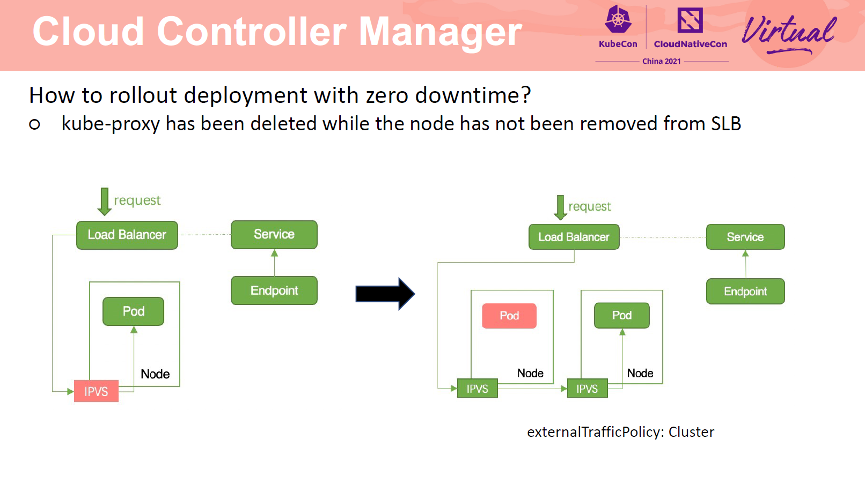 Cloud Controller Manager
KubeCon
CloudNativeCon
Virtual
China 2021
How to rollout deployment with zero downtime?
kube-proxy has been deleted while the node has not been removed from SLB
request
Load Balancer
Service
Endpoint
Pod
Node
IPVS
request
Load Balancer
Service
Endpoint
Pod
Pod
Node
Node
IPVS
IPVS
externalTrafficPolicy: Cluster